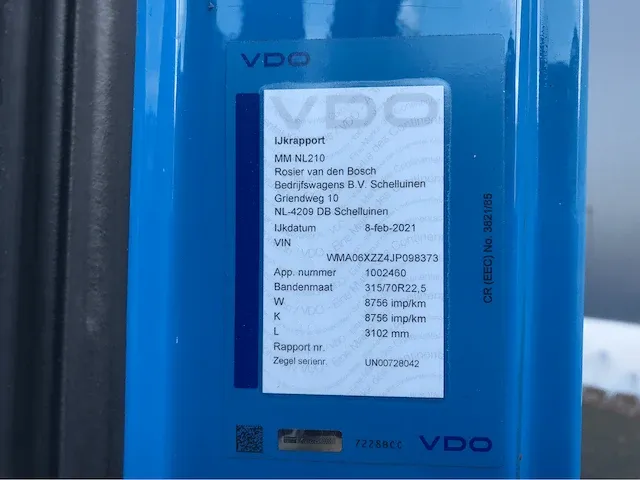 VDO
VDO
IJkrapport
MM NL210
Rosier van den Bosch
Bedrijfswagens B.V. Schelluinen
Griendweg 10
NL-4209 DB Schelluinen
IJkdatum 8-feb-2021
VIN
WMA06XZZ4JP098373
App. nummer 1002460
Bandenmaat 315/70R22,5
W 8756 imp/km
K 8756 imp/km
L 3102 mm
Rapport nr.
Zegel serienr. UN00728042
CR (EEC) No. 3821/85
72289CC VDO